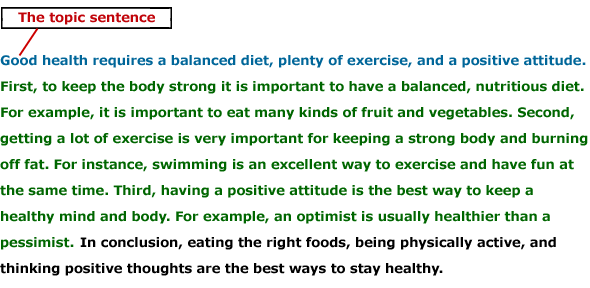 The topic sentence
Good health requires a balanced diet, plenty of exercise, and a positive attitude.
First, to keep the body strong it is important to have a balanced, nutritious diet.
For example, it is important to eat many kinds of fruit and vegetables. Second,
getting a lot of exercise is very important for keeping a strong body and burning
off fat. For instance, swimming is an excellent way to exercise and have fun at
the same time. Third, having a positive attitude is the best way to keep a
healthy mind and body. For example, an optimist is usually healthier than a
pessimist. In conclusion, eating the right foods, being physically active, and
thinking positive thoughts are the best ways to stay healthy.